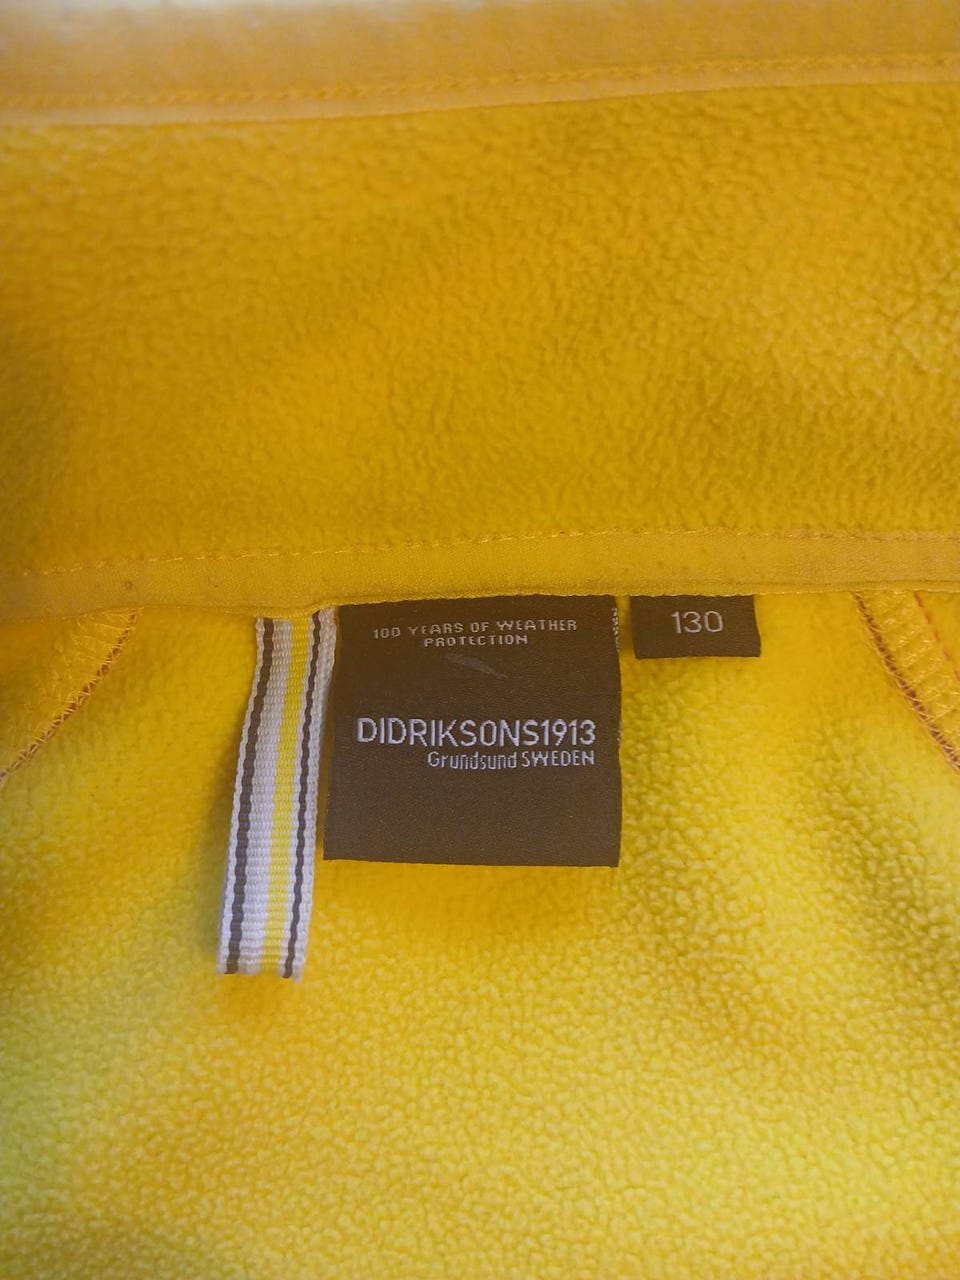 100 YEARS OF WEATHER
PROTECTION
DIDRIKSONS1913
Grundsund SWEDEN
130